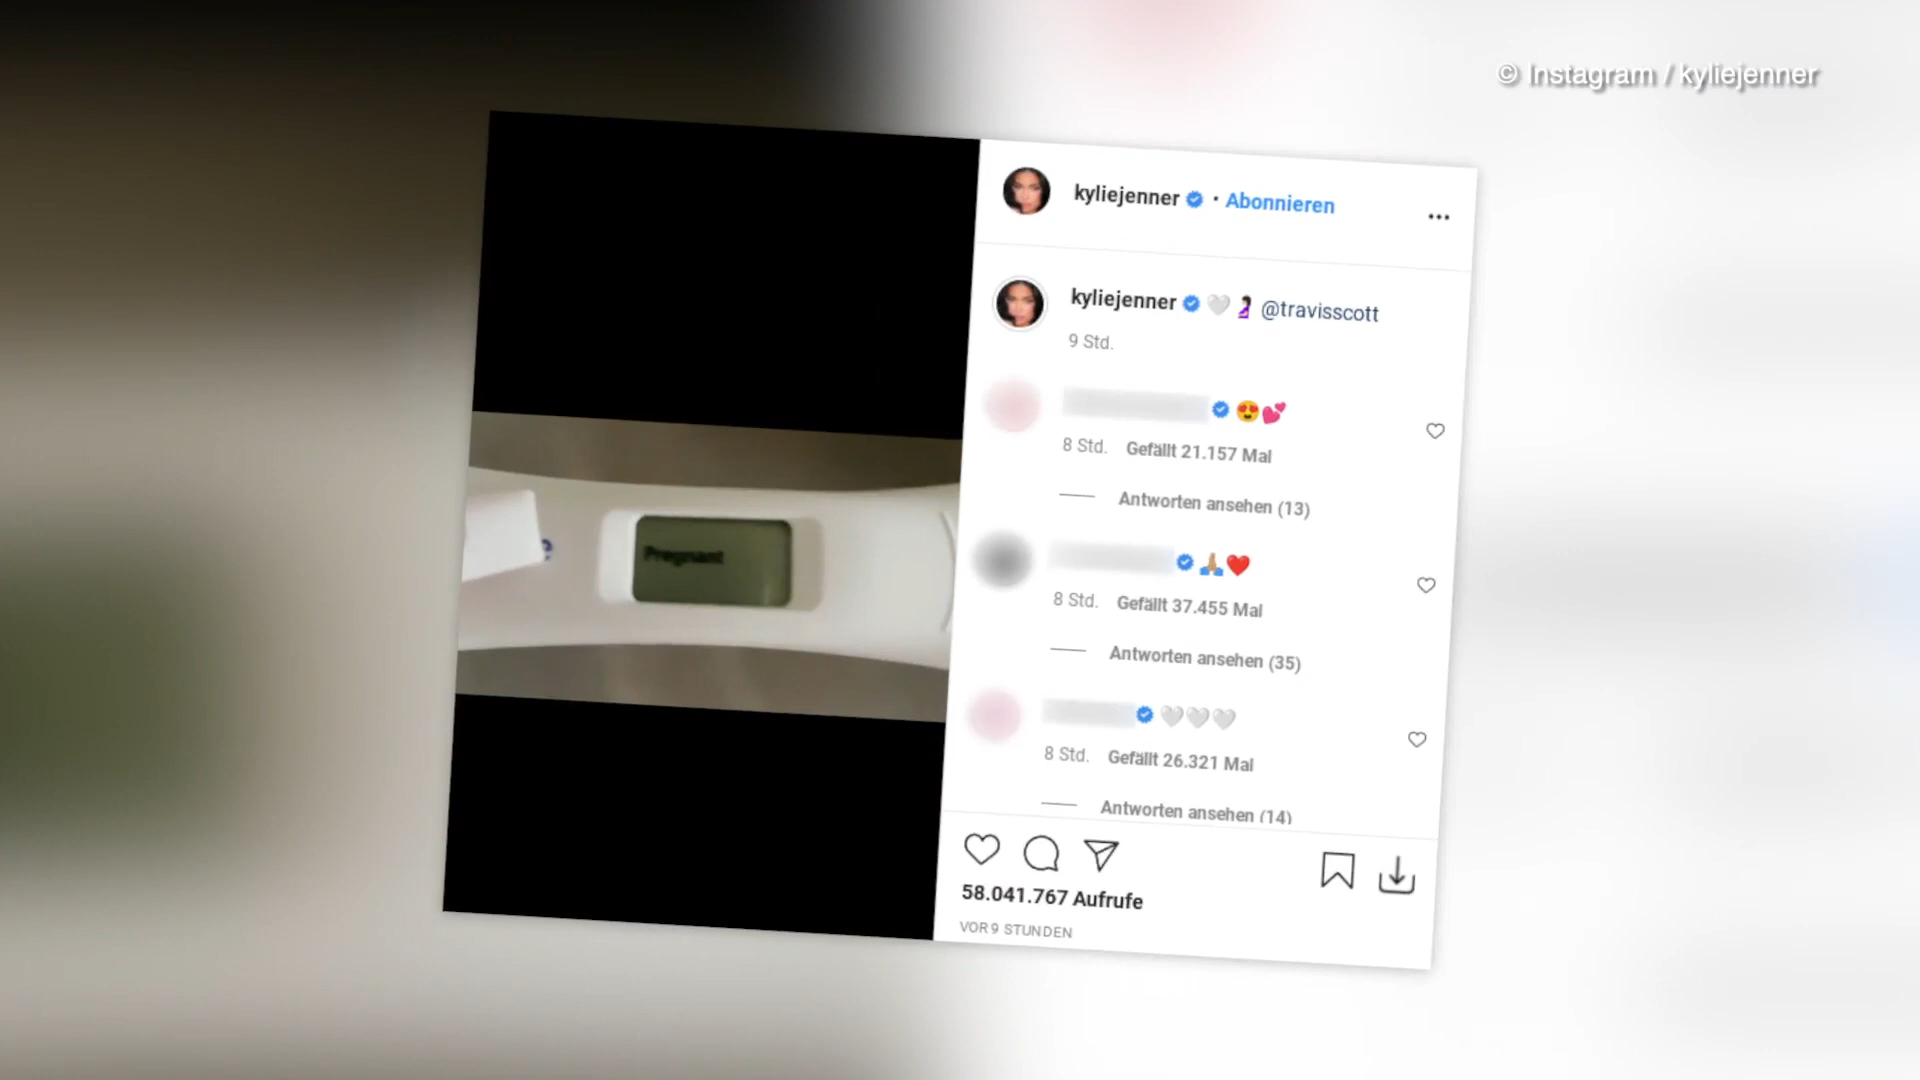 © Instagram / kyliejenner
kyliejenner • Abonnieren
kyliejenner 🤍🤰🏻 @travisscott
9 Std.
😍💕
8 Std. Gefällt 21.157 Mal
Antworten ansehen (13)
Pregnant
🙏🏽❤️
8 Std. Gefällt 37.455 Mal
Antworten ansehen (35)
🤍🤍🤍
8 Std. Gefällt 26.321 Mal
Antworten ansehen (14)
58.041.767 Aufrufe
VOR 9 STUNDEN